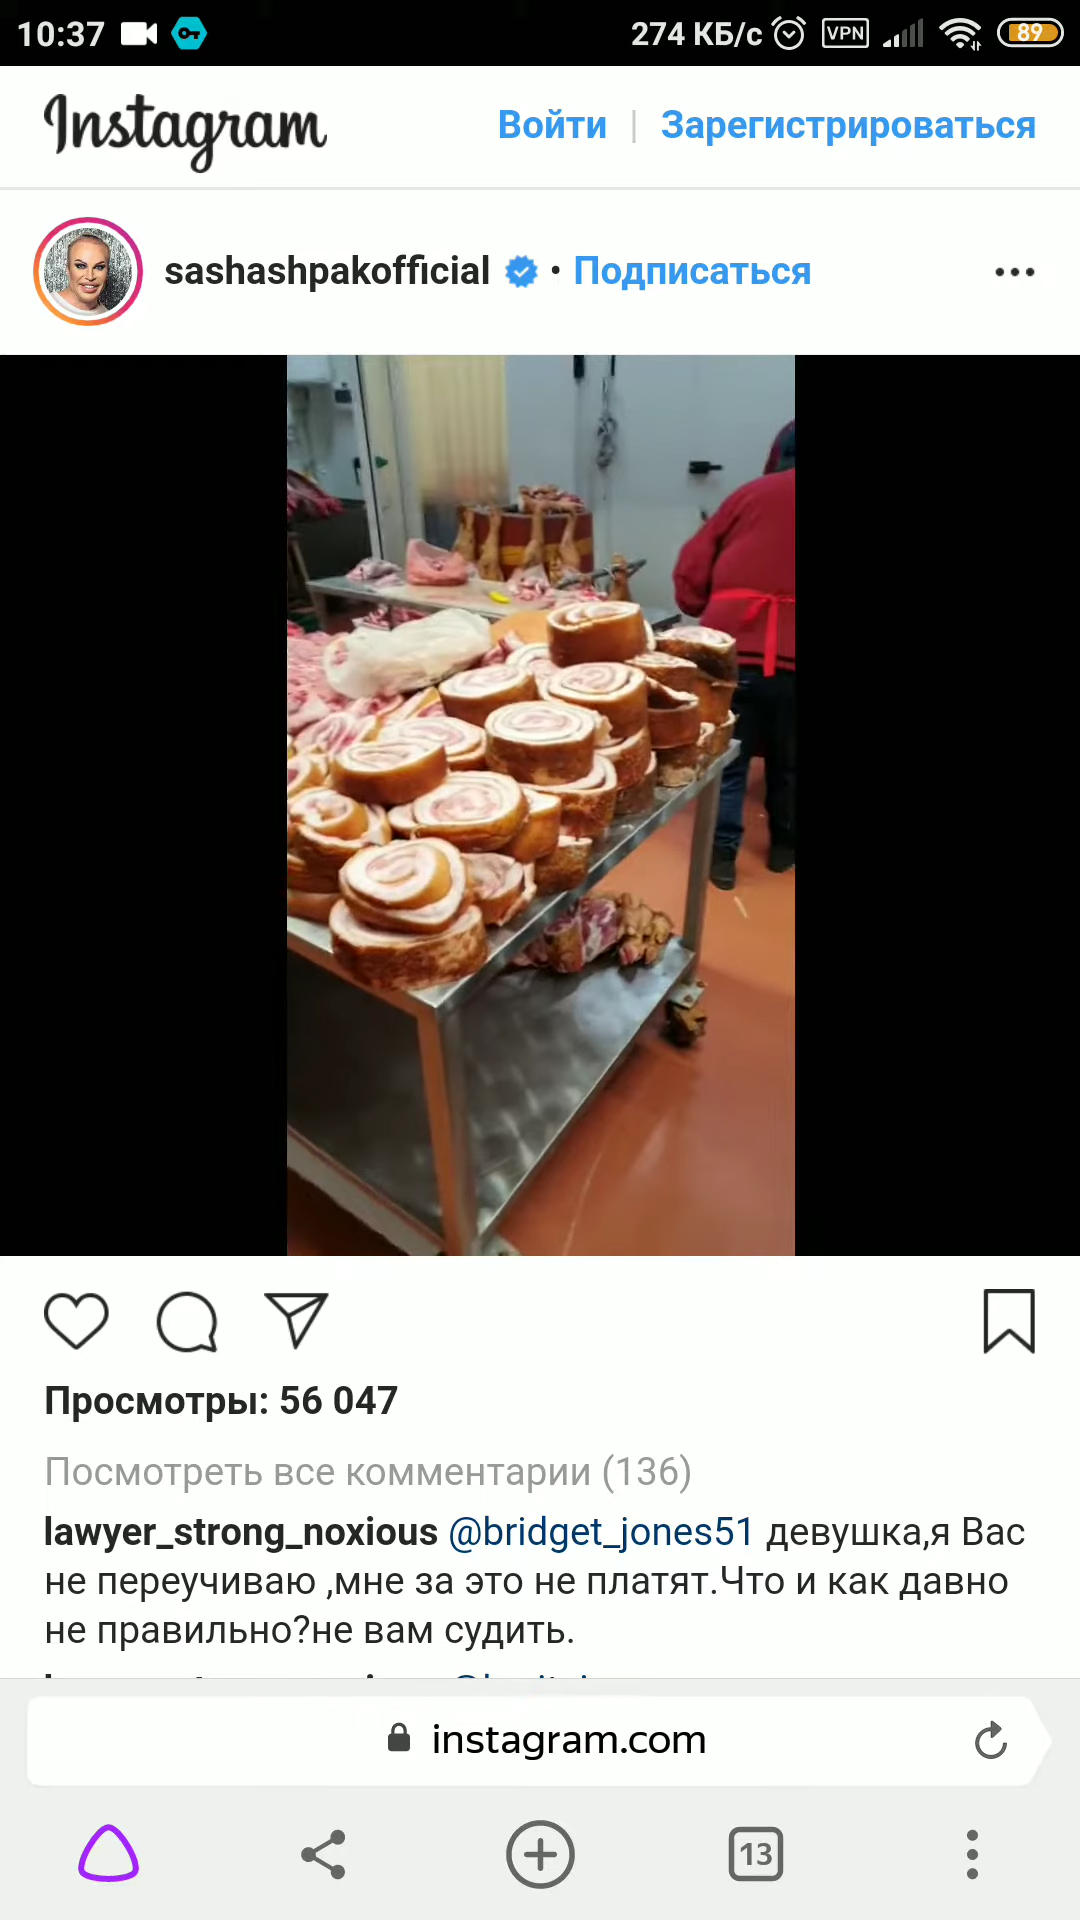 10:37 274 КБ/с VPN 89
Instagram Войти | Зарегистрироваться
sashashpakofficial • Подписаться
Просмотры: 56 047
Посмотреть все комментарии (136)
lawyer_strong_noxious @bridget_jones51 девушка,я Вас
не переучиваю ,мне за это не платят.Что и как давно
не правильно?не вам судить.
instagram.com
13